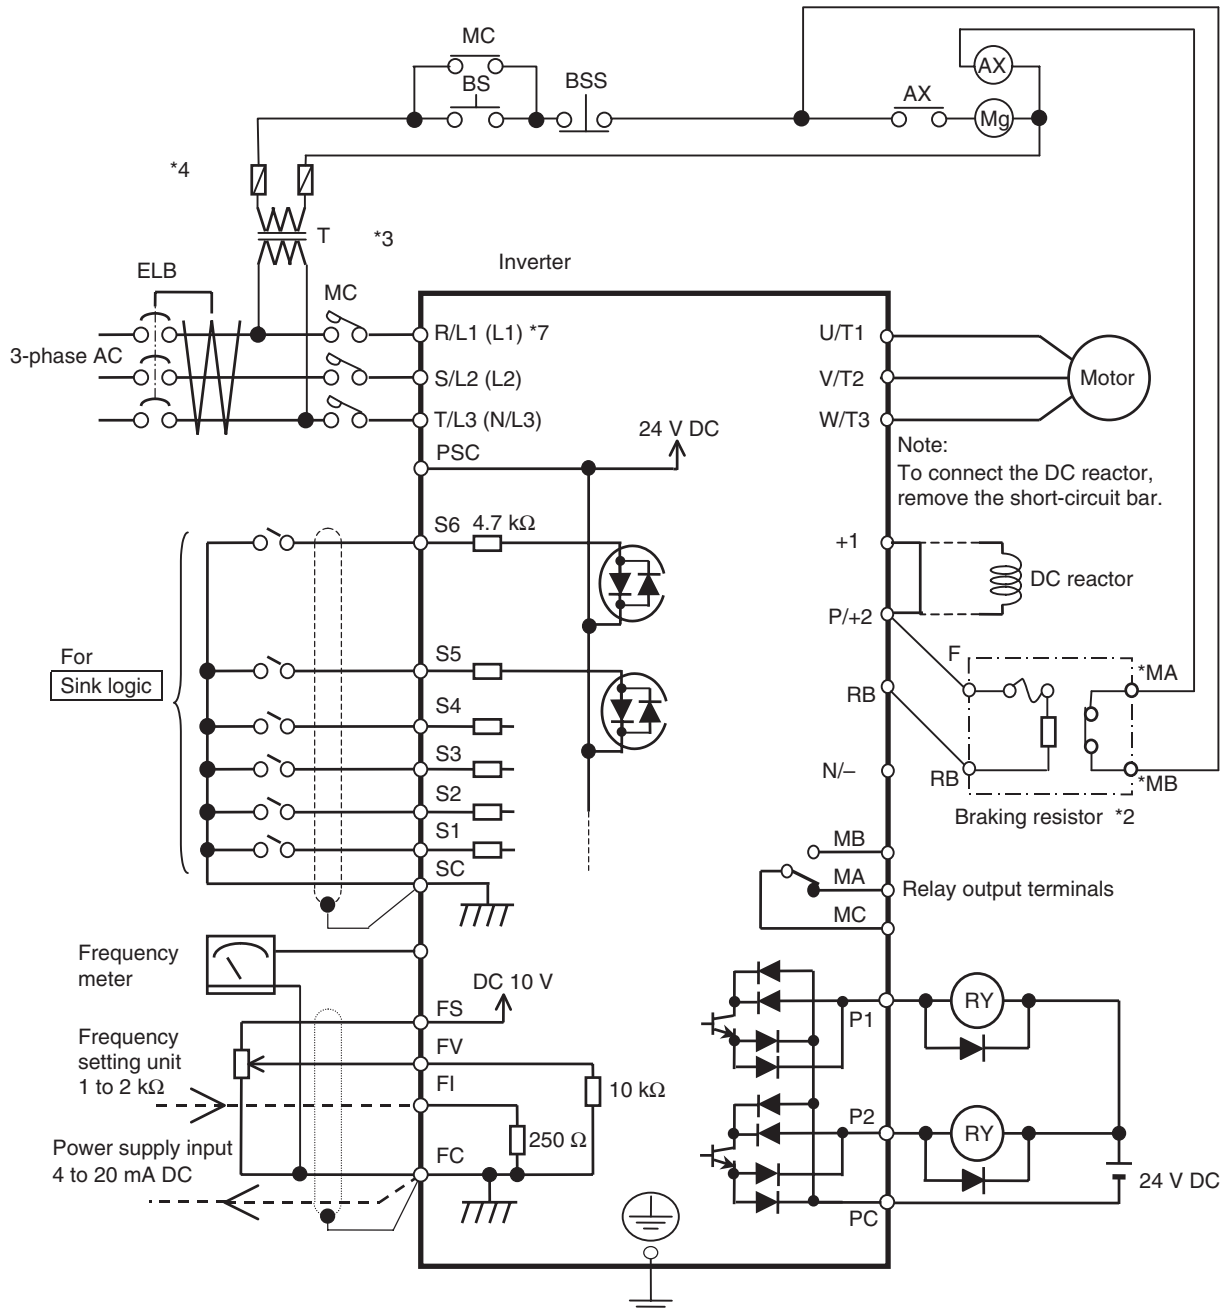 MC
BS
BSS
AX
AX
Mg
*4
T
*3
ELB
MC
Inverter
3-phase AC
R/L1 (L1) *7
S/L2 (L2)
T/L3 (N/L3)
PSC
24 V DC
U/T1
V/T2
W/T3
Motor
Note:
To connect the DC reactor,
remove the short-circuit bar.
S6 4.7 kΩ
+1
DC reactor
P/+2
For
Sink logic
S5
S4
S3
S2
S1
SC
F
*MA
RB
N/–
RB
*MB
Braking resistor *2
MB
MA
MC
Relay output terminals
Frequency
meter
DC 10 V
FS
Frequency
setting unit
1 to 2 kΩ
FV
FI
10 kΩ
250 Ω
Power supply input
4 to 20 mA DC
FC
P1
RY
P2
RY
24 V DC
PC